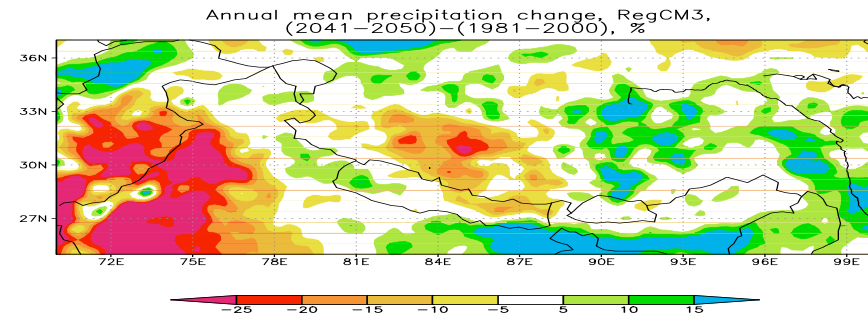 Annual mean precipitation change, RegCM3,
(2041−2050)−(1981−2000), %
36N
33N
30N
27N
72E 75E 78E 81E 84E 87E 90E 93E 96E 99E
−25 −20 −15 −10 −5 5 10 15